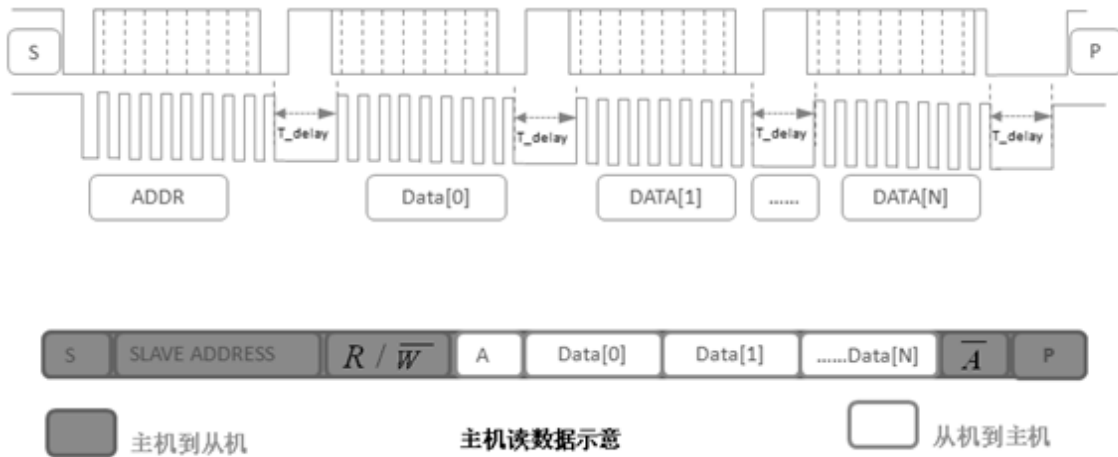 S
P
T_delay T_delay T_delay T_delay
ADDR Data[0] DATA[1] ...... DATA[N]
S SLAVE ADDRESS R / W̅ A Data[0] Data[1] ......Data[N] A̅ P
主机到从机 主机读数据示意 从机到主机